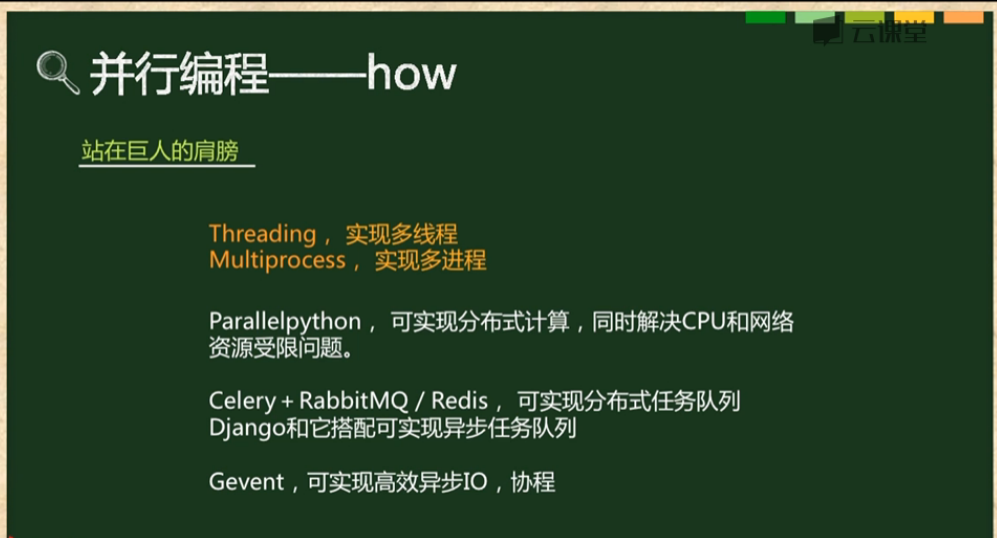 云课堂
并行编程——how
站在巨人的肩膀
Threading， 实现多线程
Multiprocess， 实现多进程
Parallelpython， 可实现分布式计算，同时解决CPU和网络
资源受限问题。
Celery＋RabbitMQ / Redis， 可实现分布式任务队列
Django和它搭配可实现异步任务队列
Gevent，可实现高效异步IO，协程